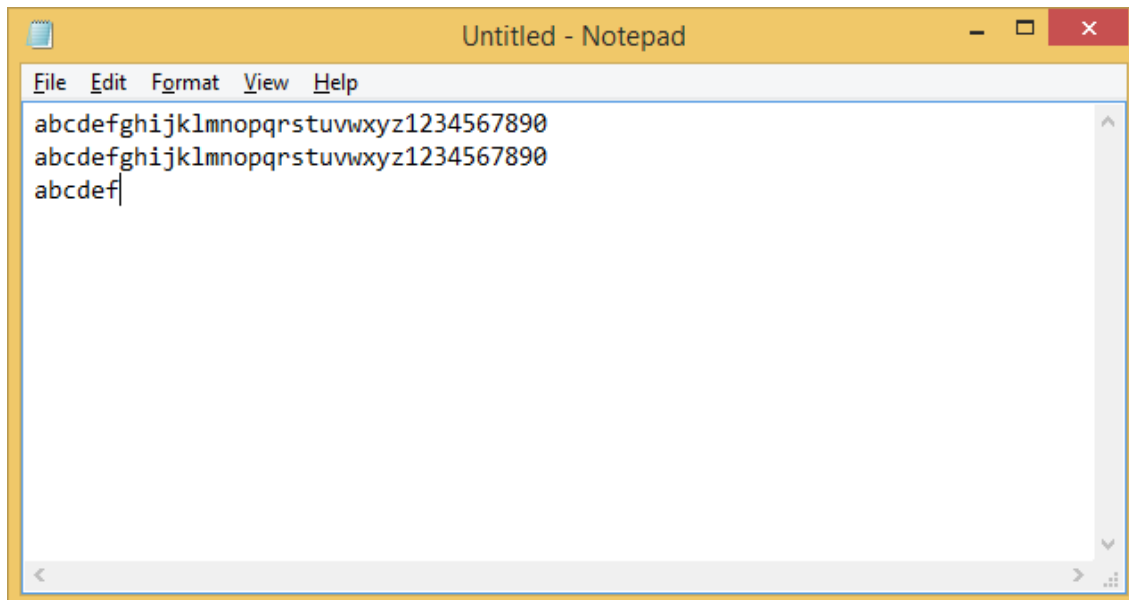 Untitled - Notepad
File Edit Format View Help
abcdefghijklmnopqrstuvwxyz1234567890
abcdefghijklmnopqrstuvwxyz1234567890
abcdef